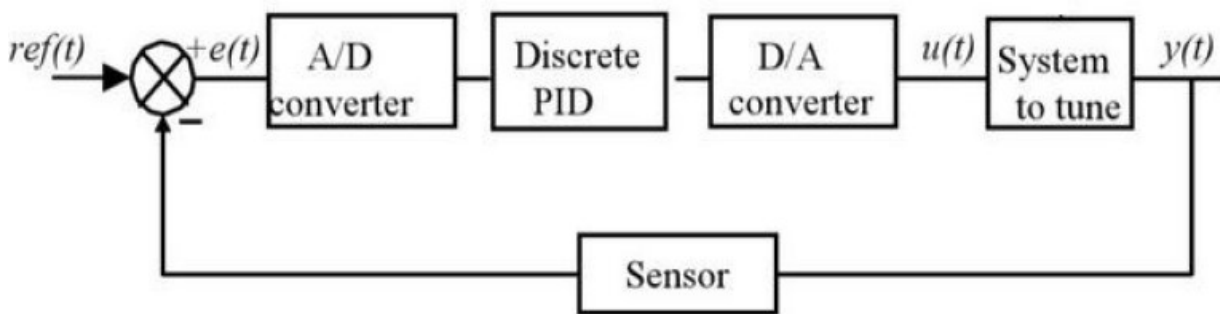 ref(t)
+e(t)
A/D
converter
Discrete
PID
D/A
converter
u(t)
System
to tune
y(t)
−
Sensor